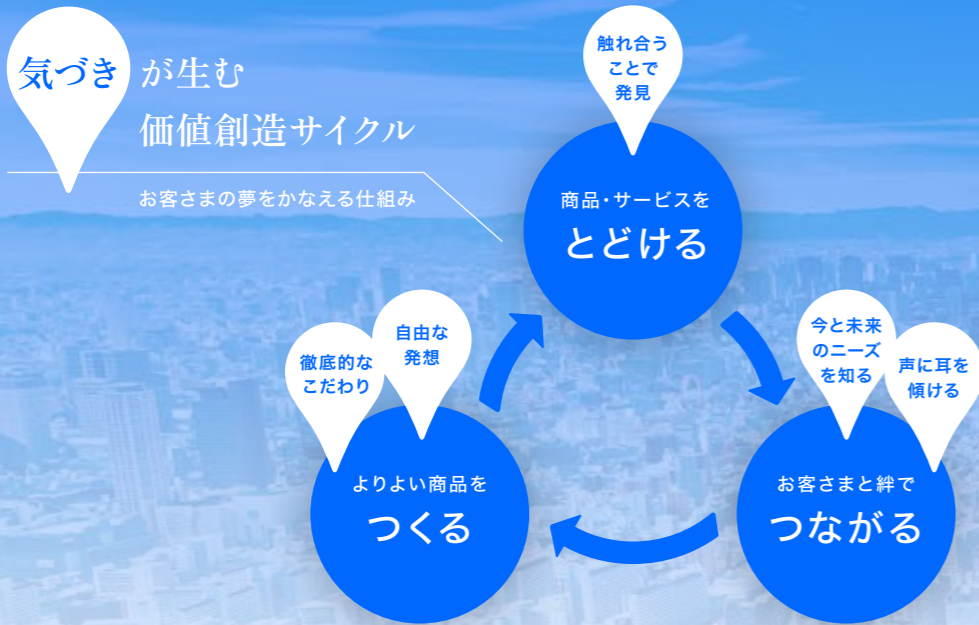 気づき が生む
価値創造サイクル
お客さまの夢をかなえる仕組み
触れ合う
ことで
発見
商品・サービスを
とどける
今と未来
のニーズ
を知る
声に耳を
傾ける
お客さまと絆で
つながる
徹底的な
こだわり
自由な
発想
よりよい商品を
つくる